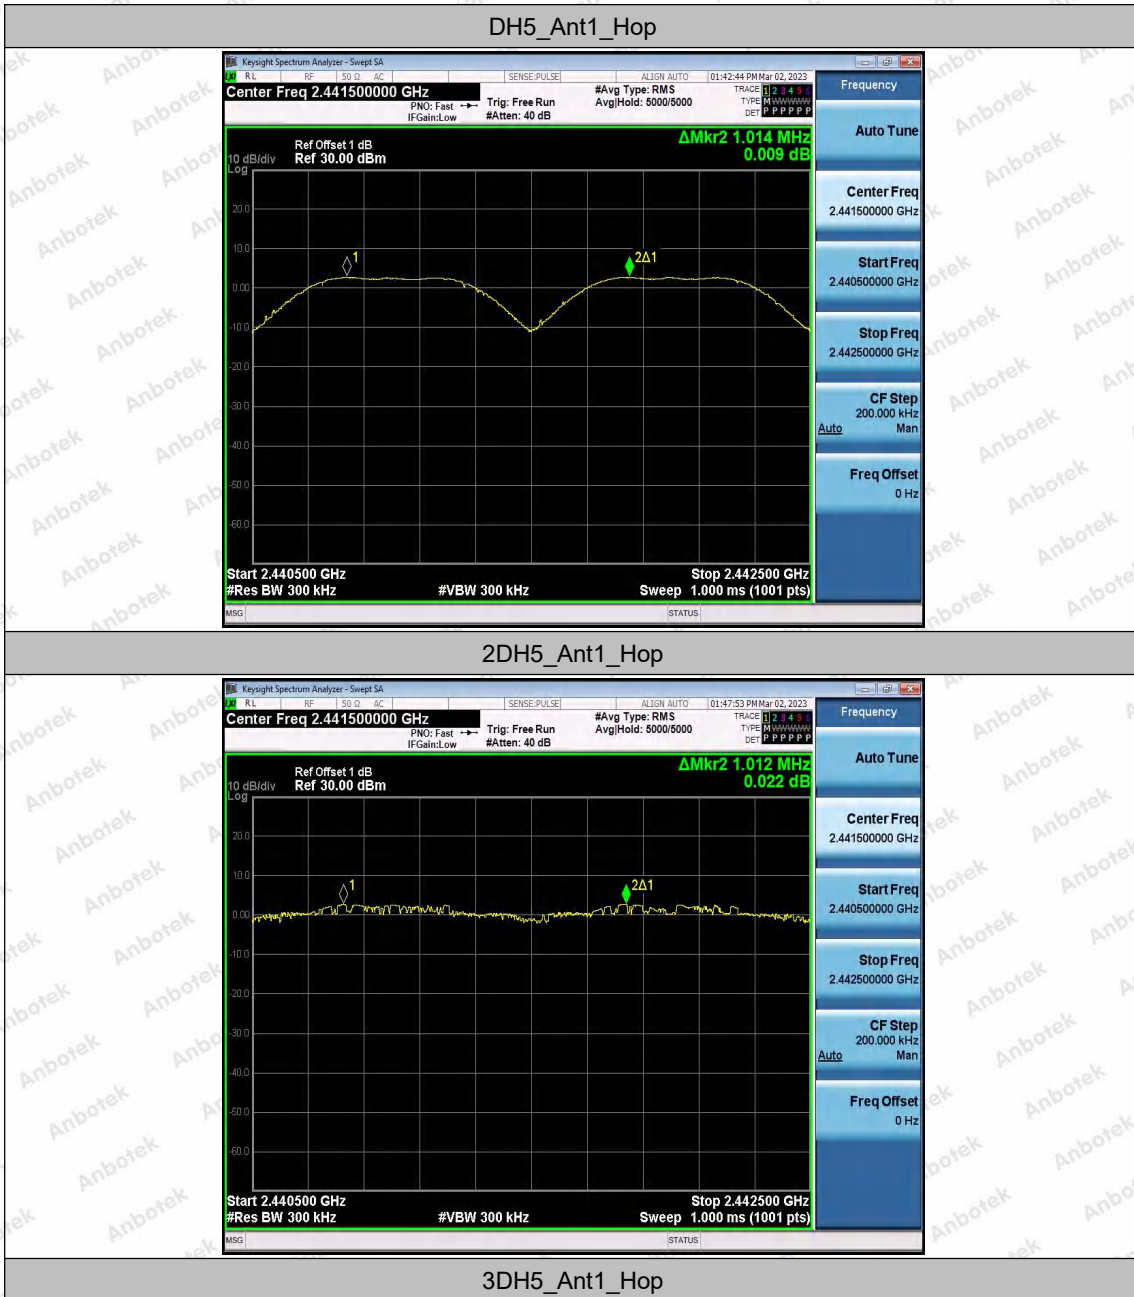 DH5_Ant1_Hop
Keysight Spectrum Analyzer - Swept SA
RL RF 50 Ω AC SENSE:PULSE ALIGN AUTO 01:42:44 PM Mar 02, 2023
Center Freq 2.441500000 GHz
PNO: Fast
IFGain:Low
Trig: Free Run
#Atten: 40 dB
#Avg Type: RMS
Avg|Hold: 5000/5000
TRACE 1 2 3 4 5 6
TYPE M WWWWW
DET P P P P P P
Ref Offset 1 dB
10 dB/div Ref 30.00 dBm
Log
ΔMkr2 1.014 MHz
0.009 dB
20.0
10.0
0.00
-10.0
-20.0
-30.0
-40.0
-50.0
-60.0
1
2Δ1
Start 2.440500 GHz Stop 2.442500 GHz
#Res BW 300 kHz #VBW 300 kHz Sweep 1.000 ms (1001 pts)
MSG STATUS
Frequency
Auto Tune
Center Freq
2.441500000 GHz
Start Freq
2.440500000 GHz
Stop Freq
2.442500000 GHz
CF Step
200.000 kHz
Auto Man
Freq Offset
0 Hz
2DH5_Ant1_Hop
Keysight Spectrum Analyzer - Swept SA
RL RF 50 Ω AC SENSE:PULSE ALIGN AUTO 01:47:53 PM Mar 02, 2023
Center Freq 2.441500000 GHz
PNO: Fast
IFGain:Low
Trig: Free Run
#Atten: 40 dB
#Avg Type: RMS
Avg|Hold: 5000/5000
TRACE 1 2 3 4 5 6
TYPE M WWWWW
DET P P P P P P
Ref Offset 1 dB
10 dB/div Ref 30.00 dBm
Log
ΔMkr2 1.012 MHz
0.022 dB
20.0
10.0
0.00
-10.0
-20.0
-30.0
-40.0
-50.0
-60.0
1
2Δ1
Start 2.440500 GHz Stop 2.442500 GHz
#Res BW 300 kHz #VBW 300 kHz Sweep 1.000 ms (1001 pts)
MSG STATUS
Frequency
Auto Tune
Center Freq
2.441500000 GHz
Start Freq
2.440500000 GHz
Stop Freq
2.442500000 GHz
CF Step
200.000 kHz
Auto Man
Freq Offset
0 Hz
3DH5_Ant1_Hop
Anbotek